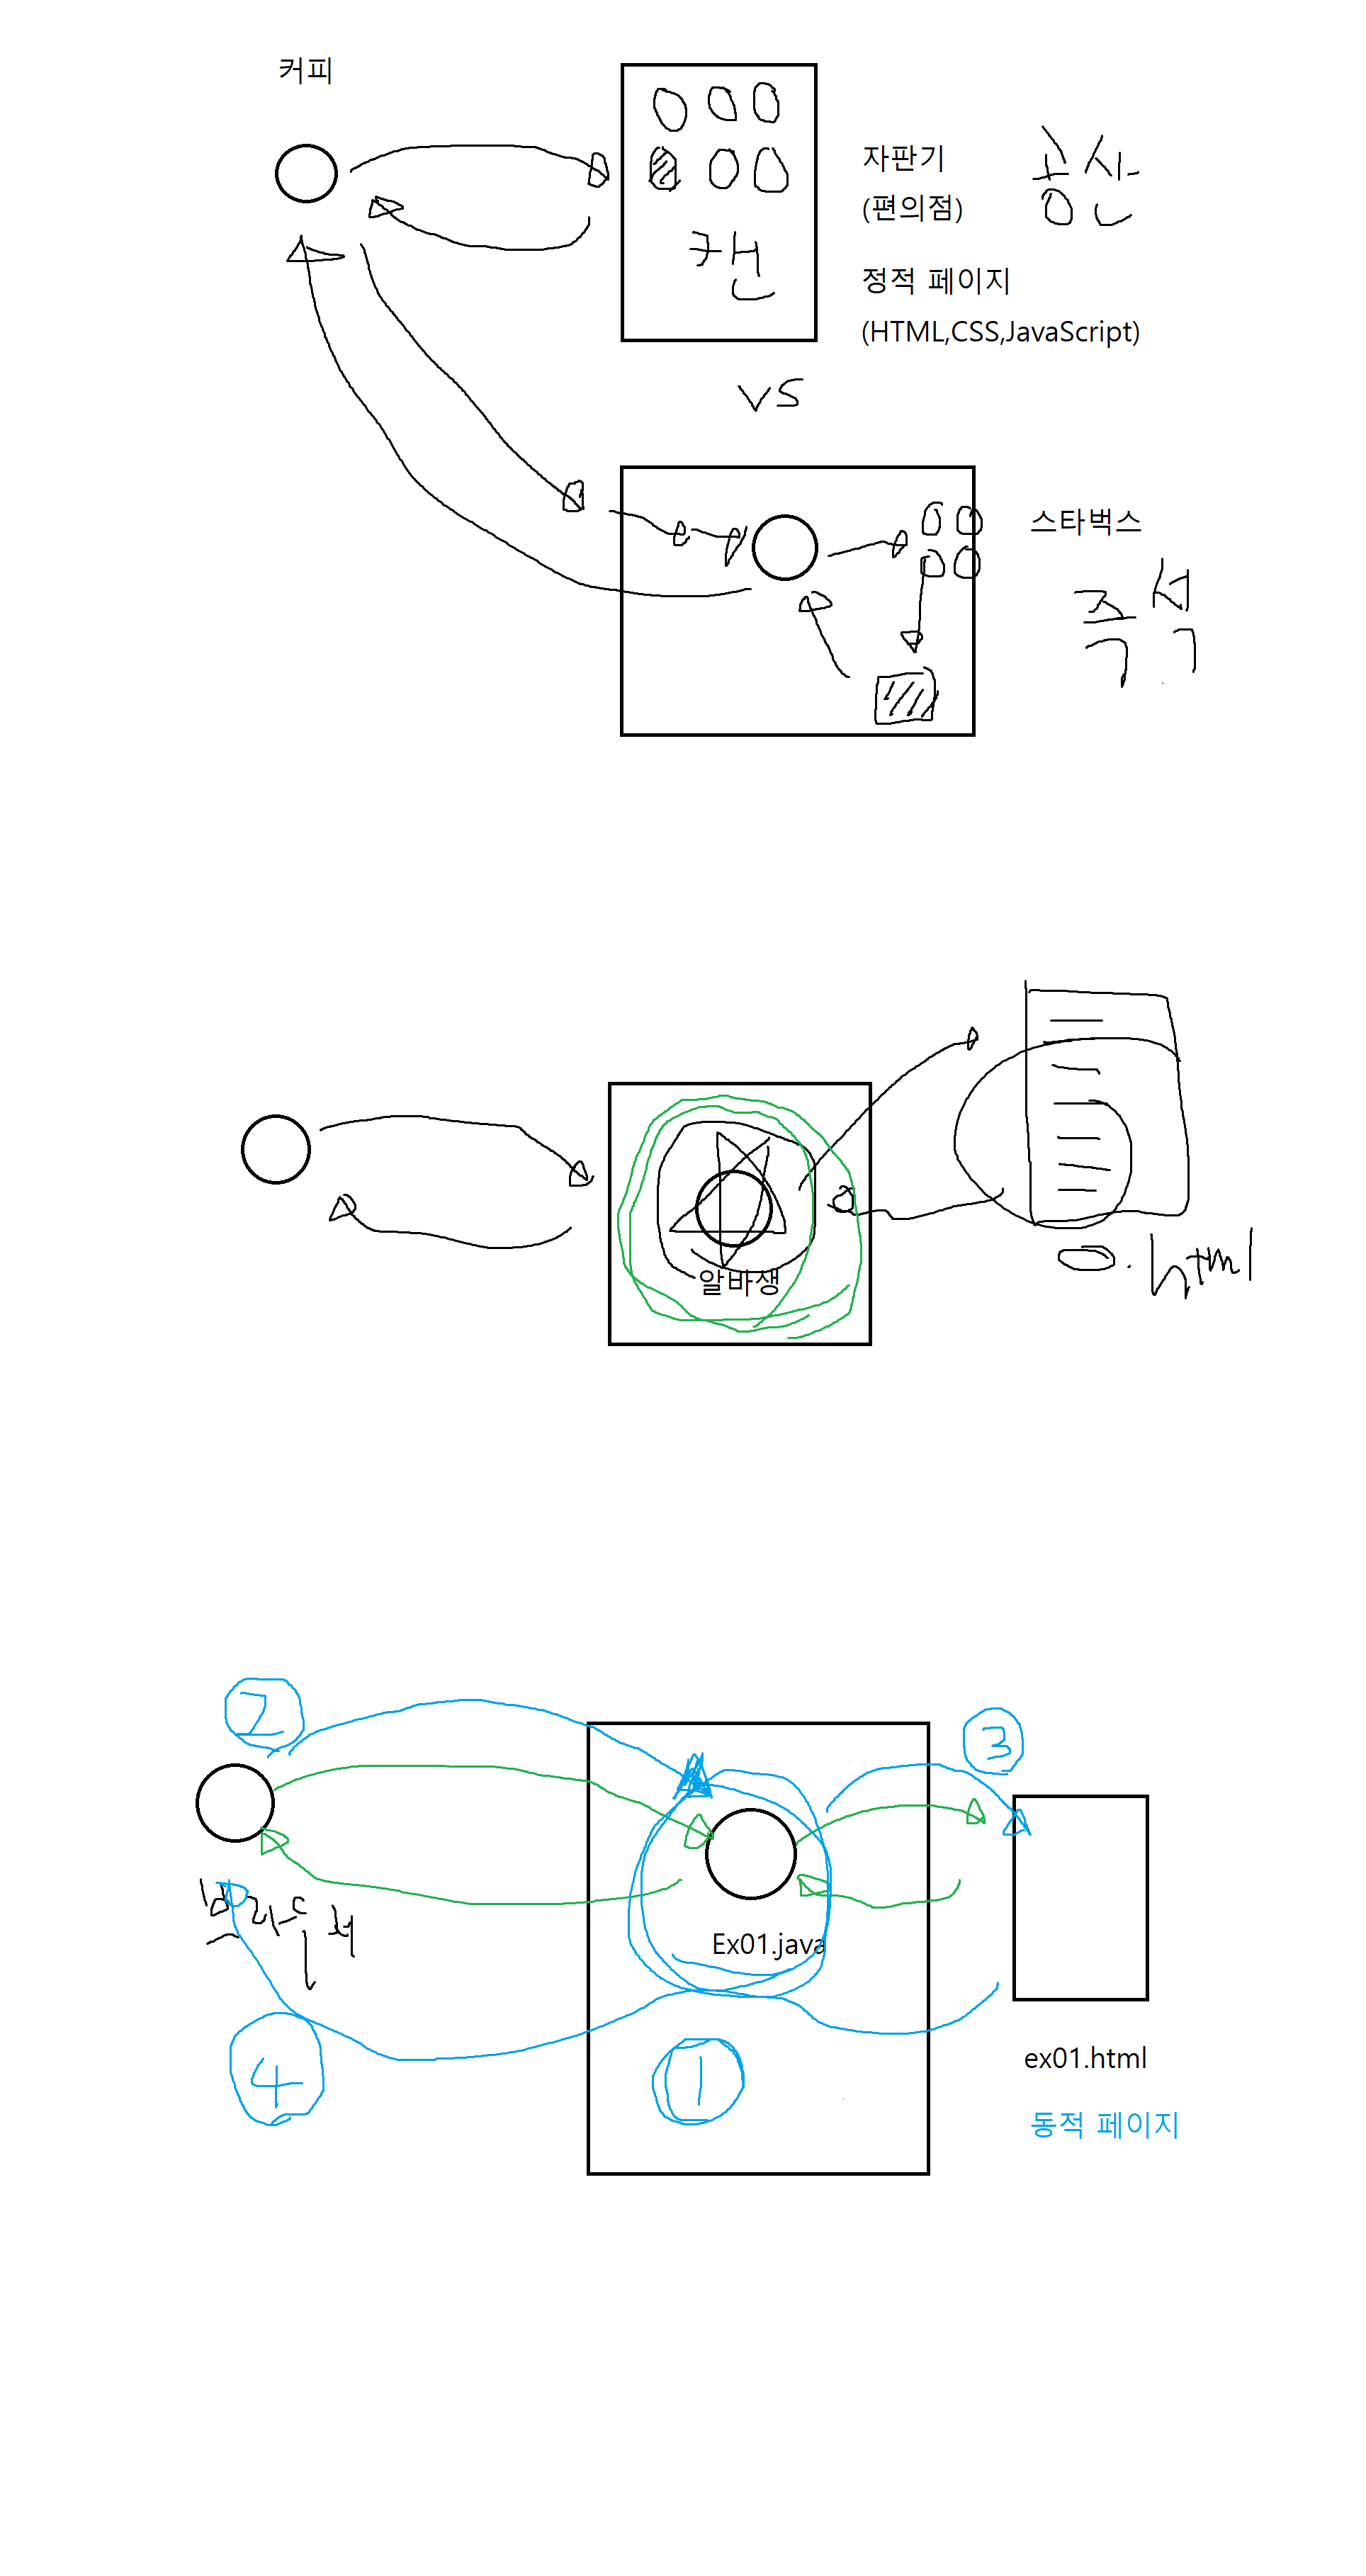 커피
캔
자판기
(편의점)
공산
정적 페이지
(HTML,CSS,JavaScript)
vs
스타벅스
즉석
알바생
.html
2
3
브라우저
Ex01.java
4
1
ex01.html
동적 페이지